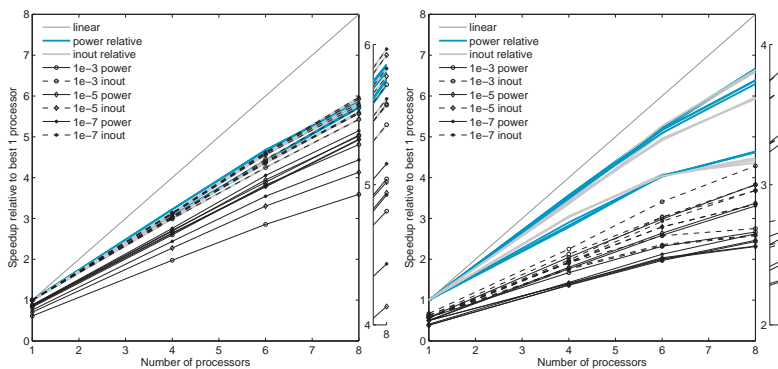 8
7
6
5
4
3
2
1
0
Speedup relative to best 1 processor
linear
power relative
inout relative
1e−3 power
1e−3 inout
1e−5 power
1e−5 inout
1e−7 power
1e−7 inout
1 2 3 4 5 6 7 8
Number of processors
6
5
4
8
8
7
6
5
4
3
2
1
0
Speedup relative to best 1 processor
linear
power relative
inout relative
1e−3 power
1e−3 inout
1e−5 power
1e−5 inout
1e−7 power
1e−7 inout
1 2 3 4 5 6 7 8
Number of processors
4
3
2
8